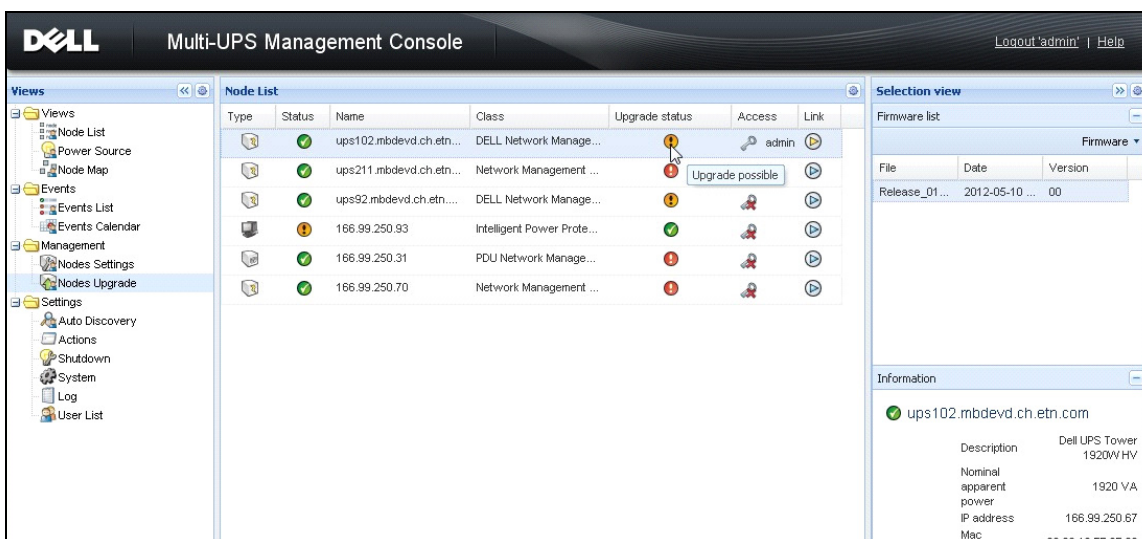 DELL Multi-UPS Management Console Logout 'admin' | Help
Views
Views
Node List
Power Source
Node Map
Events
Events List
Events Calendar
Management
Nodes Settings
Nodes Upgrade
Settings
Auto Discovery
Actions
Shutdown
System
Log
User List
Node List
Type Status Name Class Upgrade status Access Link
ups102.mbdevd.ch.etn... DELL Network Manage... admin
ups211.mbdevd.ch.etn... Network Management ...
Upgrade possible
ups92.mbdevd.ch.etn.... DELL Network Manage...
166.99.250.93 Intelligent Power Prote...
166.99.250.31 PDU Network Manage...
166.99.250.70 Network Management ...
Selection view
Firmware list
Firmware
File Date Version
Release_01... 2012-05-10 ... 00
Information
ups102.mbdevd.ch.etn.com
Description Dell UPS Tower
1920W HV
Nominal
apparent 1920 VA
power
IP address 166.99.250.67
Mac